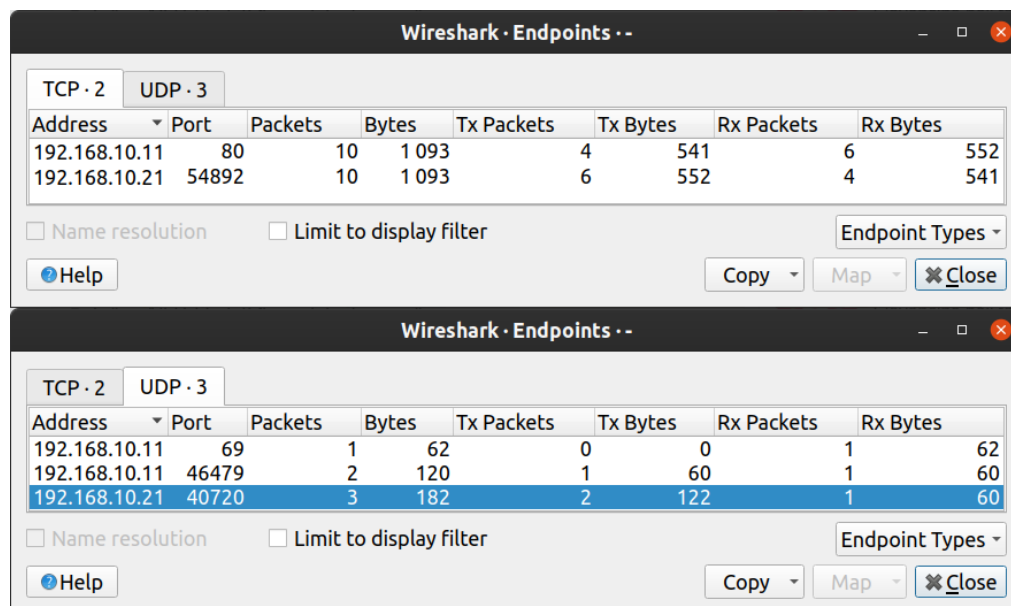 Wireshark · Endpoints · -
TCP · 2 UDP · 3
Address Port Packets Bytes Tx Packets Tx Bytes Rx Packets Rx Bytes
192.168.10.11 80 10 1 093 4 541 6 552
192.168.10.21 54892 10 1 093 6 552 4 541
Name resolution Limit to display filter Endpoint Types
Help Copy Map Close
Wireshark · Endpoints · -
TCP · 2 UDP · 3
Address Port Packets Bytes Tx Packets Tx Bytes Rx Packets Rx Bytes
192.168.10.11 69 1 62 0 0 1 62
192.168.10.11 46479 2 120 1 60 1 60
192.168.10.21 40720 3 182 2 122 1 60
Name resolution Limit to display filter Endpoint Types
Help Copy Map Close